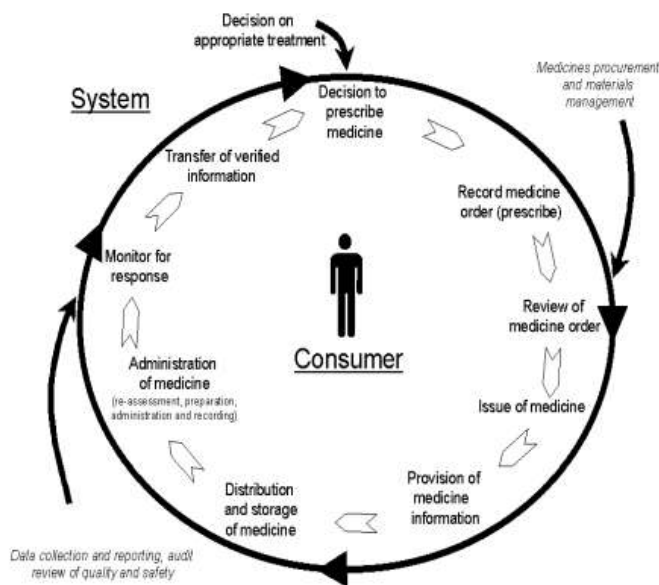 Decision on
appropriate treatment
Medicines procurement
and materials
management
System
Decision to
prescribe
medicine
Transfer of verified
information
Record medicine
order (prescribe)
Monitor for
response
Review of
medicine order
Consumer
Administration
of medicine
(re-assessment, preparation,
administration and recording)
Issue of medicine
Provision of
medicine
information
Distribution
and storage
of medicine
Data collection and reporting, audit
review of quality and safety